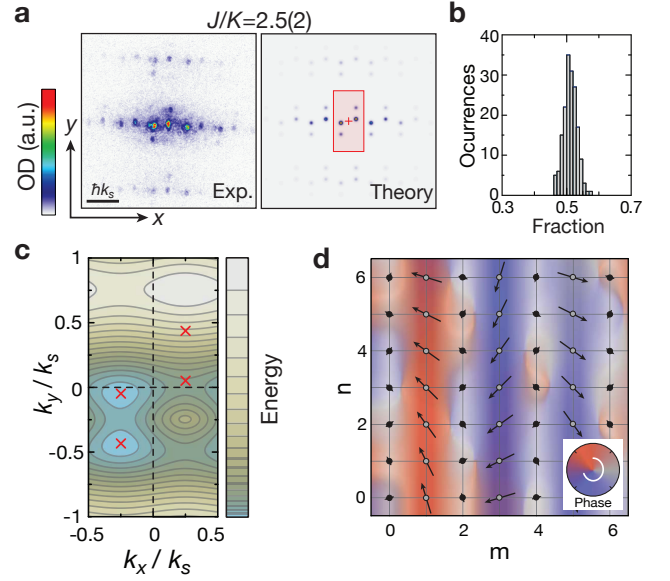 J/K=2.5(2)
a
OD (a.u.)
y
x
ħkₛ
Exp.
Theory
b
Ocurrences
40
30
20
10
0
0.3
0.5
0.7
Fraction
c
k_y / k_s
1
0.5
0
-0.5
-1
-0.5
0
0.5
k_x / k_s
Energy
d
n
6
4
2
0
0
2
4
6
m
Phase